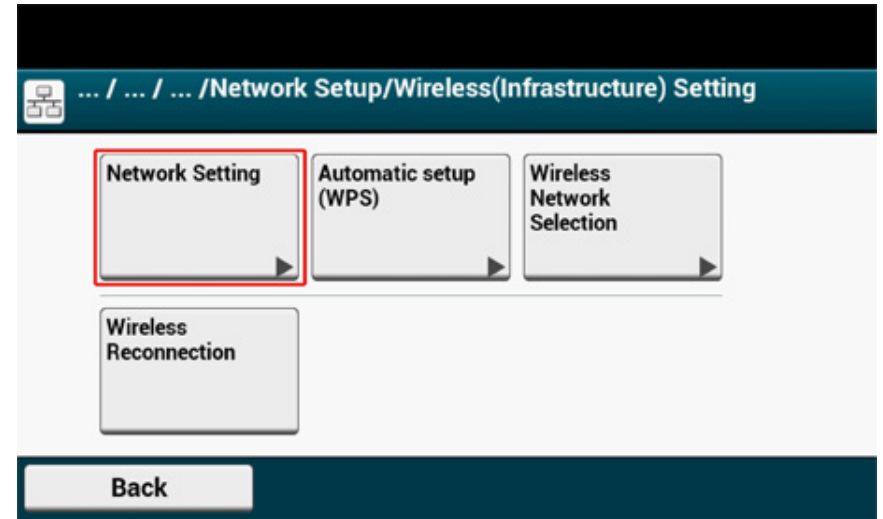 ... / ... / ... /Network Setup/Wireless(Infrastructure) Setting
Network Setting
Automatic setup
(WPS)
Wireless
Network
Selection
Wireless
Reconnection
Back